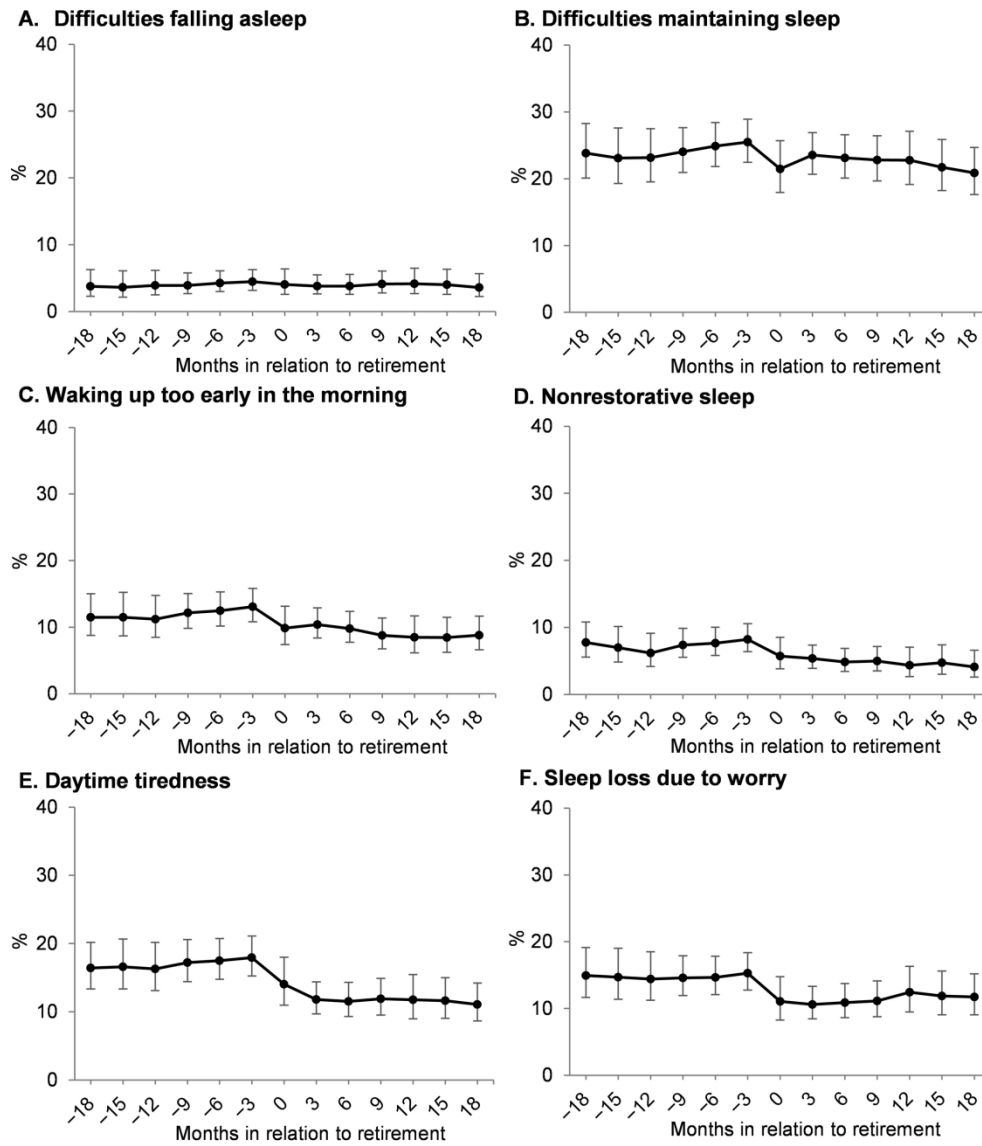 A. Difficulties falling asleep
40
30
20
10
0
%
−18 −15 −12 −9 −6 −3 0 3 6 9 12 15 18
Months in relation to retirement
B. Difficulties maintaining sleep
40
30
20
10
0
%
−18 −15 −12 −9 −6 −3 0 3 6 9 12 15 18
Months in relation to retirement
C. Waking up too early in the morning
40
30
20
10
0
%
−18 −15 −12 −9 −6 −3 0 3 6 9 12 15 18
Months in relation to retirement
D. Nonrestorative sleep
40
30
20
10
0
%
−18 −15 −12 −9 −6 −3 0 3 6 9 12 15 18
Months in relation to retirement
E. Daytime tiredness
40
30
20
10
0
%
−18 −15 −12 −9 −6 −3 0 3 6 9 12 15 18
Months in relation to retirement
F. Sleep loss due to worry
40
30
20
10
0
%
−18 −15 −12 −9 −6 −3 0 3 6 9 12 15 18
Months in relation to retirement